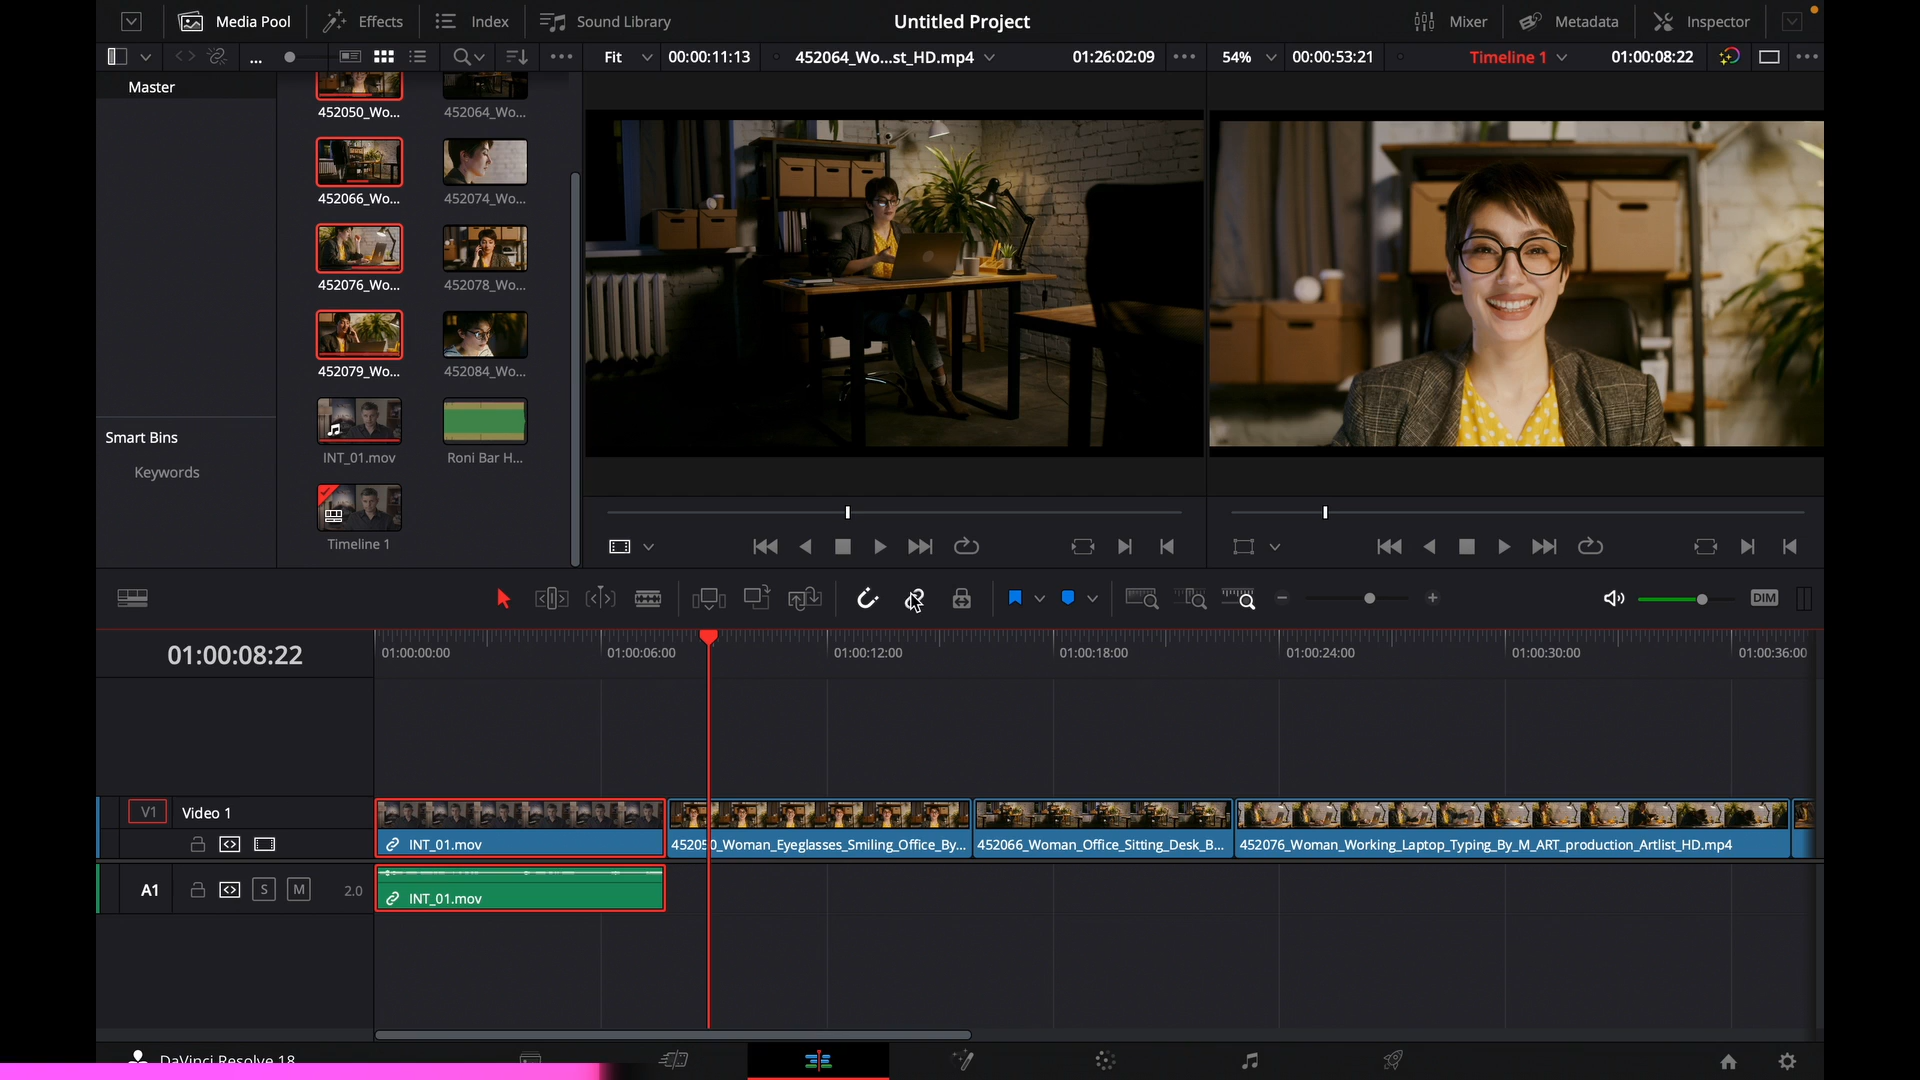 Media Pool
Effects
Index
Sound Library
Untitled Project
Mixer
Metadata
Inspector
...
Fit
00:00:11:13
452064_Wo...st_HD.mp4
01:26:02:09
54%
00:00:53:21
Timeline 1
01:00:08:22
Master
452050_Wo...
452064_Wo...
452066_Wo...
452074_Wo...
452076_Wo...
452078_Wo...
452079_Wo...
452084_Wo...
INT_01.mov
Roni Bar H...
Timeline 1
Smart Bins
Keywords
DIM
01:00:08:22
01:00:00:00
01:00:06:00
01:00:12:00
01:00:18:00
01:00:24:00
01:00:30:00
01:00:36:00
V1
Video 1
INT_01.mov
452050_Woman_Eyeglasses_Smiling_Office_By...
452066_Woman_Office_Sitting_Desk_B...
452076_Woman_Working_Laptop_Typing_By_M_ART_production_Artlist_HD.mp4
A1
S
M
2.0
INT_01.mov
DaVinci Resolve 18